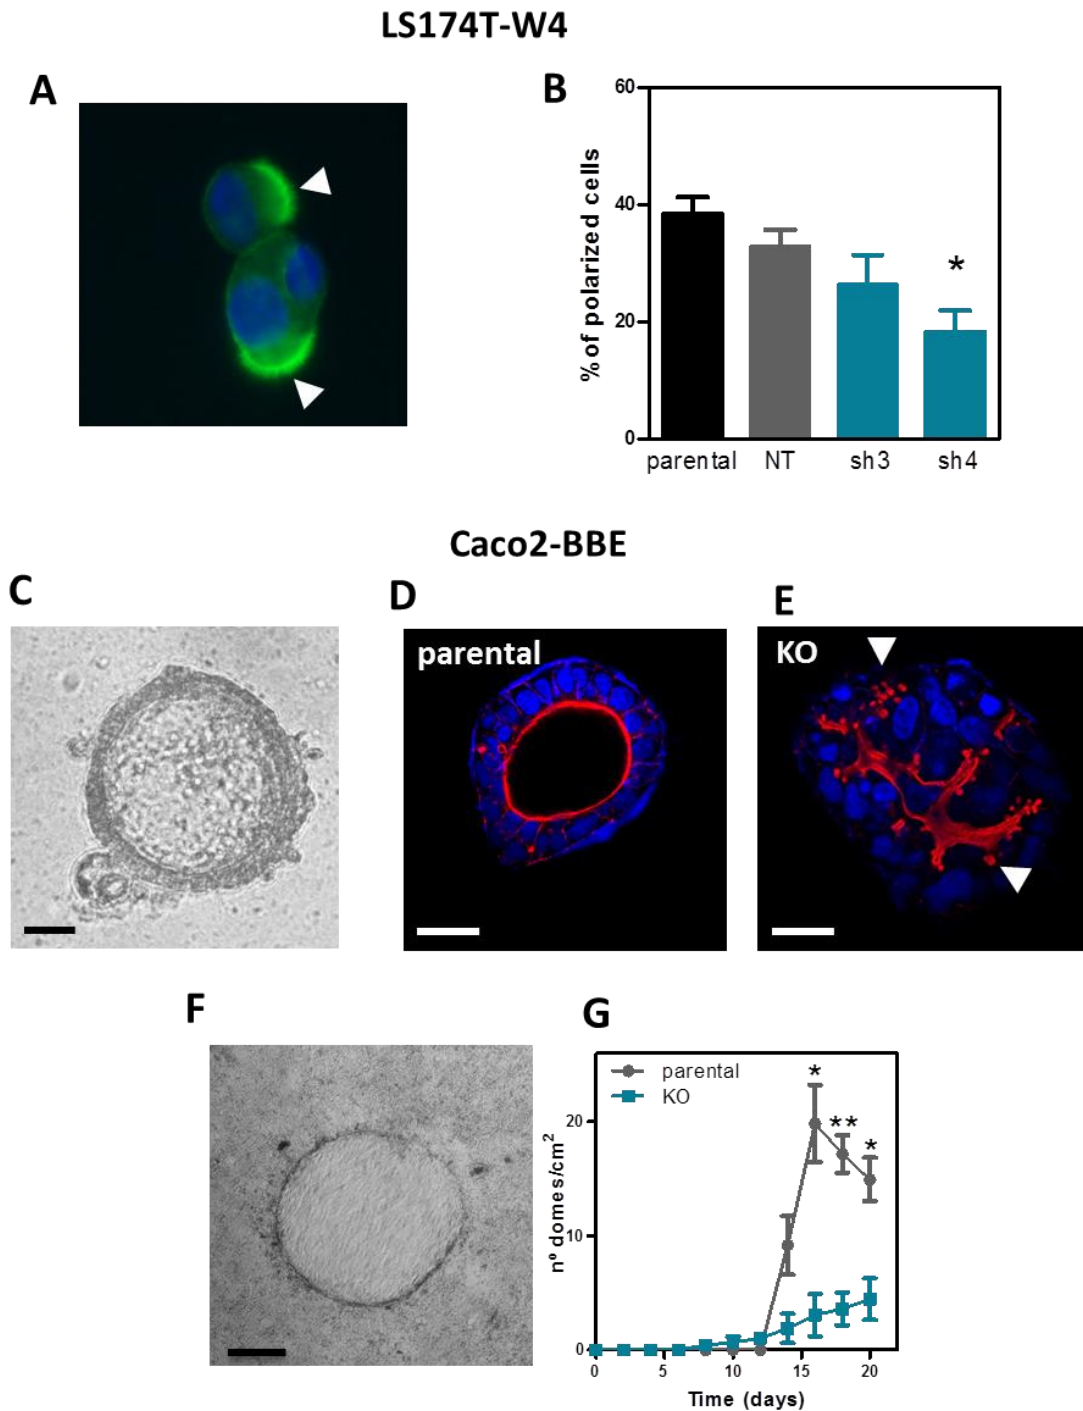 LS174T-W4
A
B
60
40
20
0
% of polarized cells
*
parental NT sh3 sh4
Caco2-BBE
C
D
E
parental
KO
F
G
parental
KO
*
**
*
20
10
0
nº domes/cm²
0 5 10 15 20
Time (days)